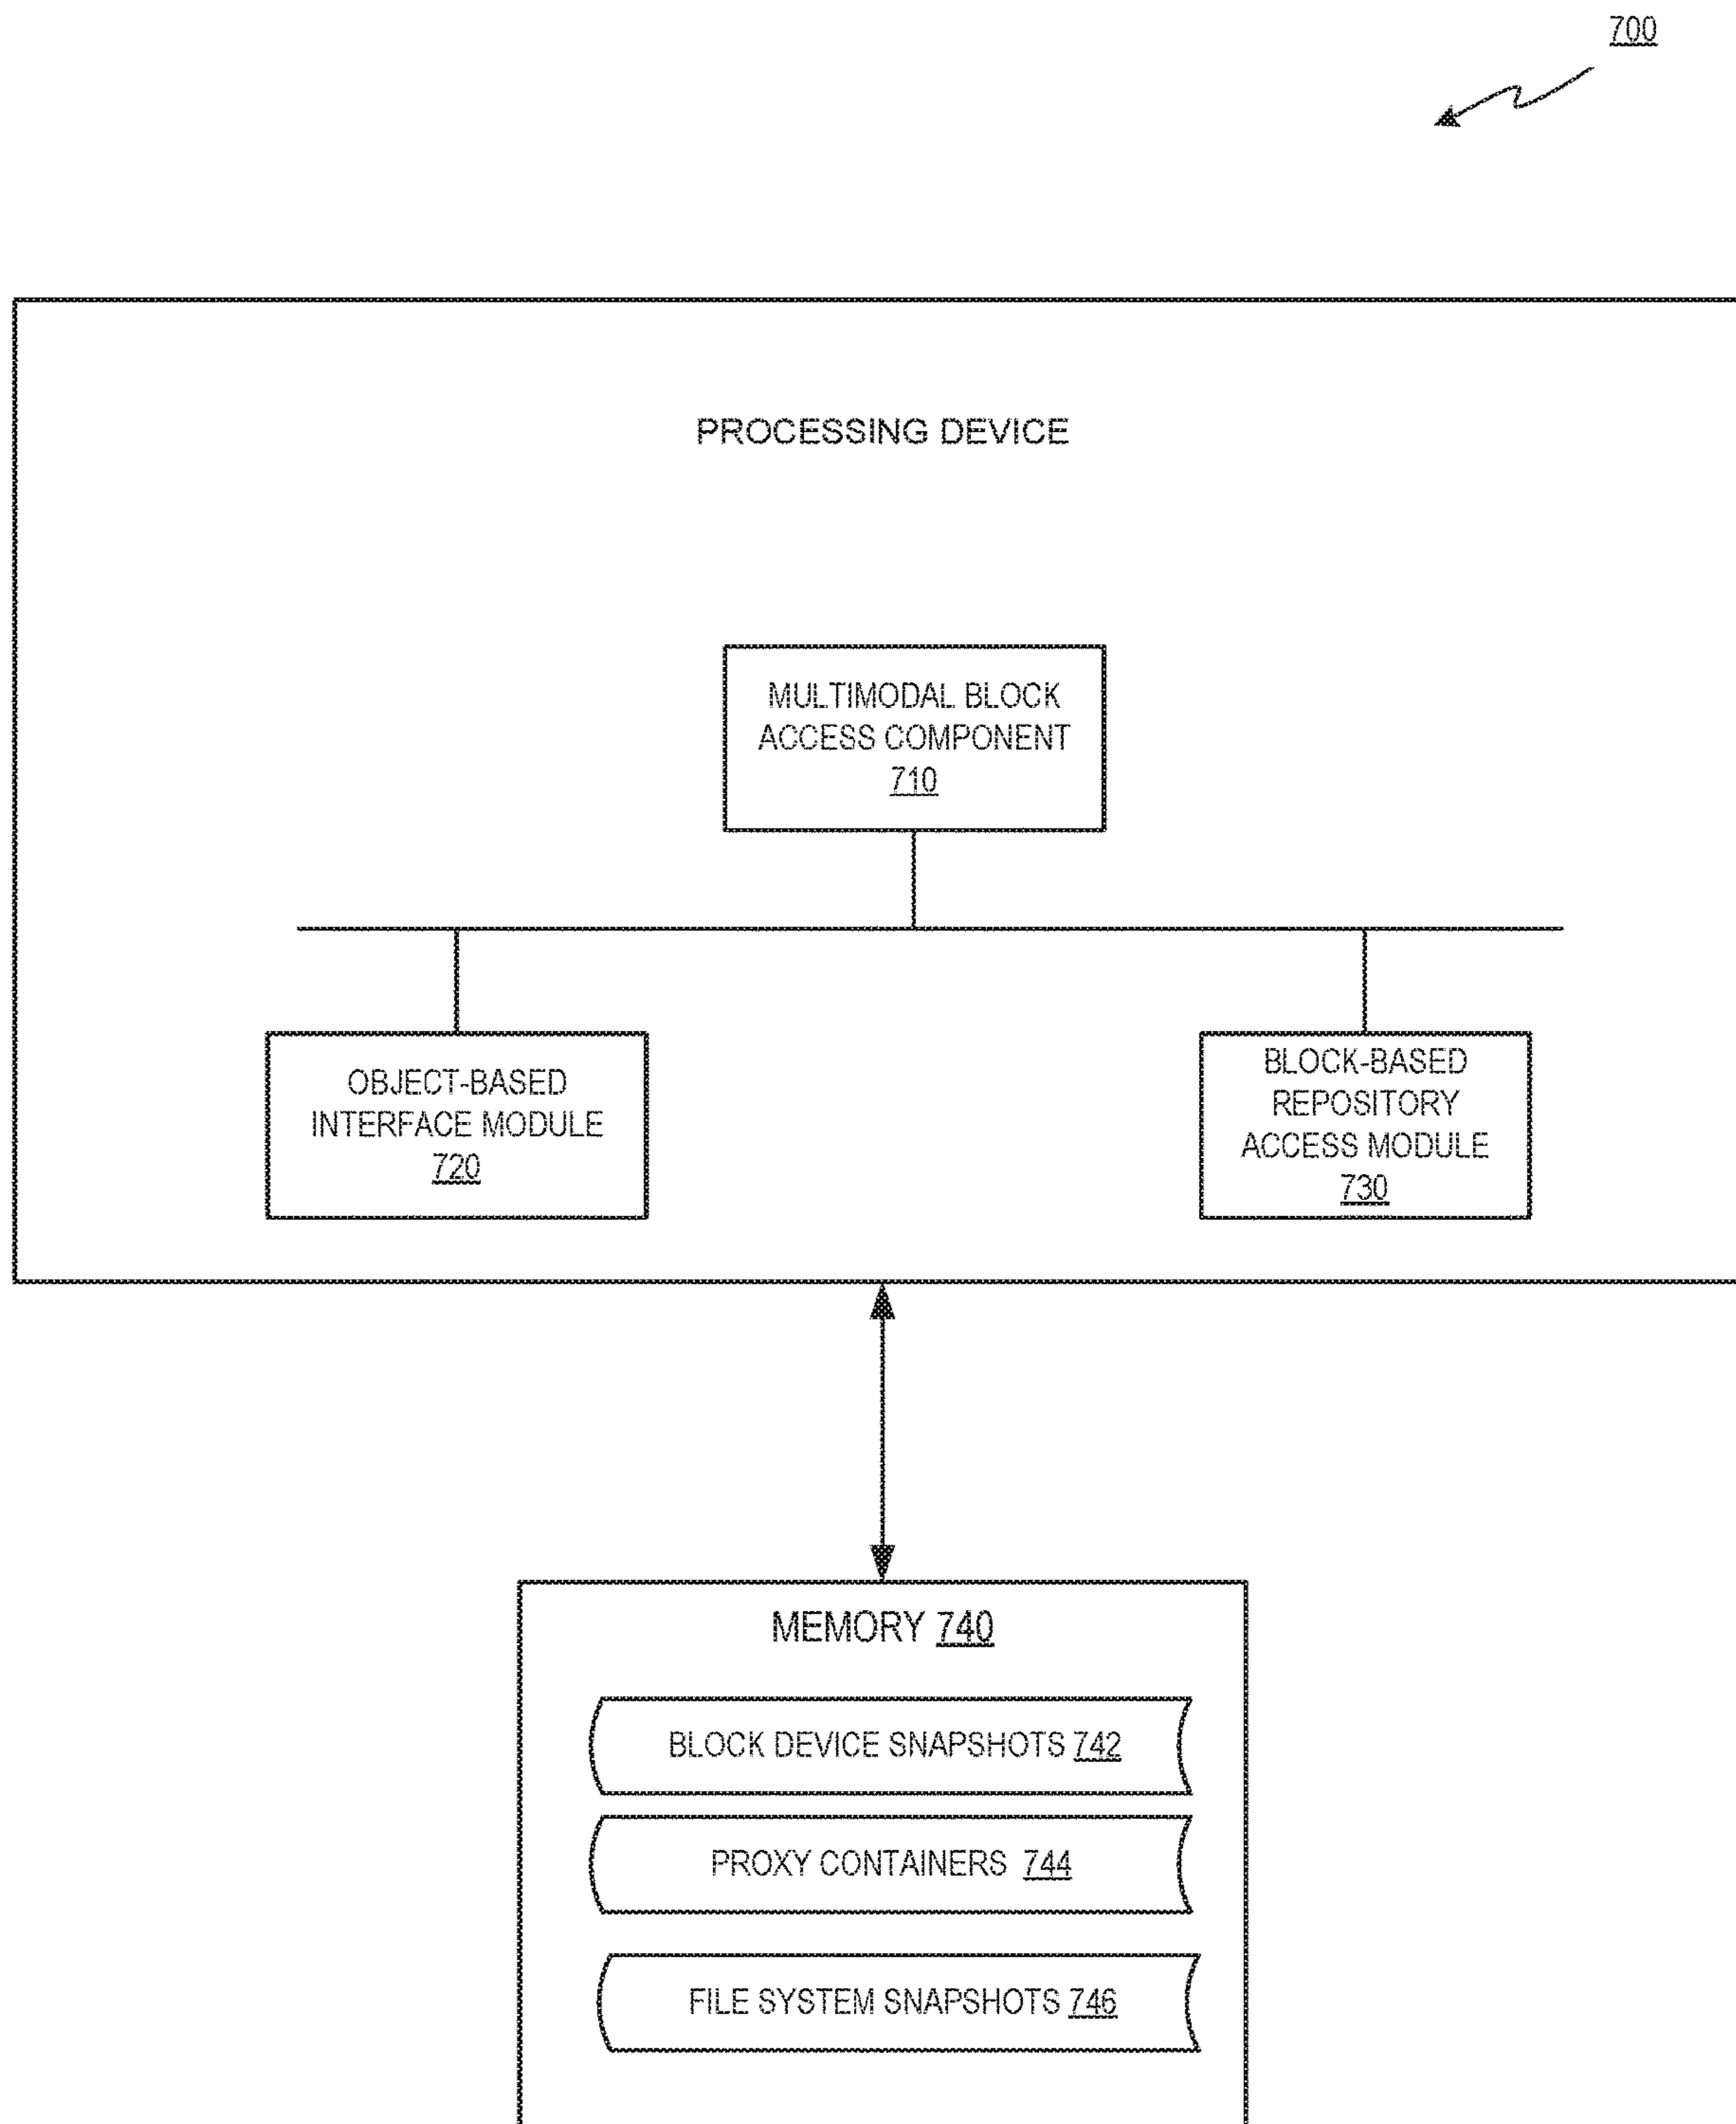 700
PROCESSING DEVICE
MULTIMODAL BLOCK
ACCESS COMPONENT
710
OBJECT-BASED
INTERFACE MODULE
720
BLOCK-BASED
REPOSITORY
ACCESS MODULE
730
MEMORY 740
BLOCK DEVICE SNAPSHOTS 742
PROXY CONTAINERS 744
FILE SYSTEM SNAPSHOTS 746